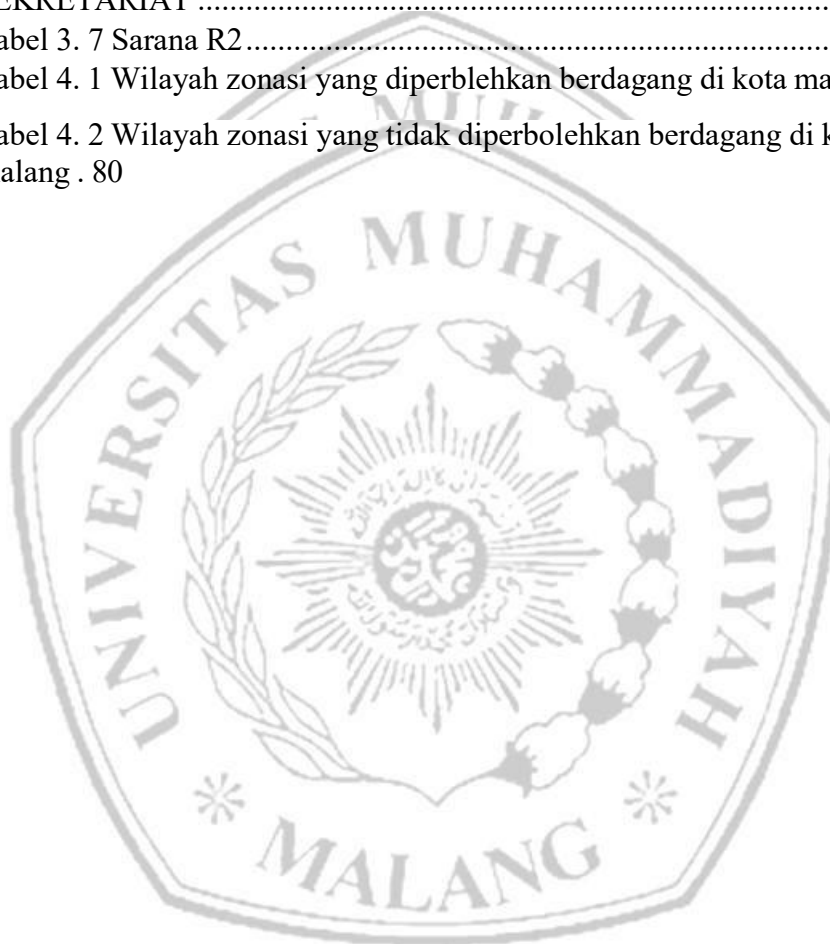 EKRETARIAT ........................................................................
abel 3. 7 Sarana R2........................................................................
abel 4. 1 Wilayah zonasi yang diperblehkan berdagang di kota ma
abel 4. 2 Wilayah zonasi yang tidak diperbolehkan berdagang di k
alang . 80
UNIVERSITAS MUHAMMADIYAH
MALANG